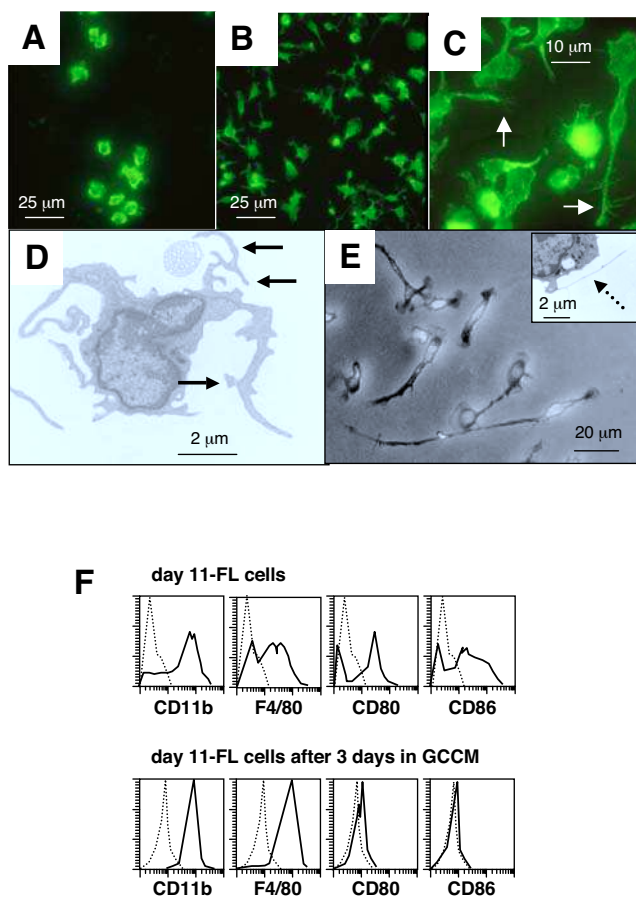 A
B
C
10 μm
25 μm
25 μm
D
E
2 μm
2 μm
20 μm
F
day 11-FL cells
CD11b F4/80 CD80 CD86
day 11-FL cells after 3 days in GCCM
CD11b F4/80 CD80 CD86